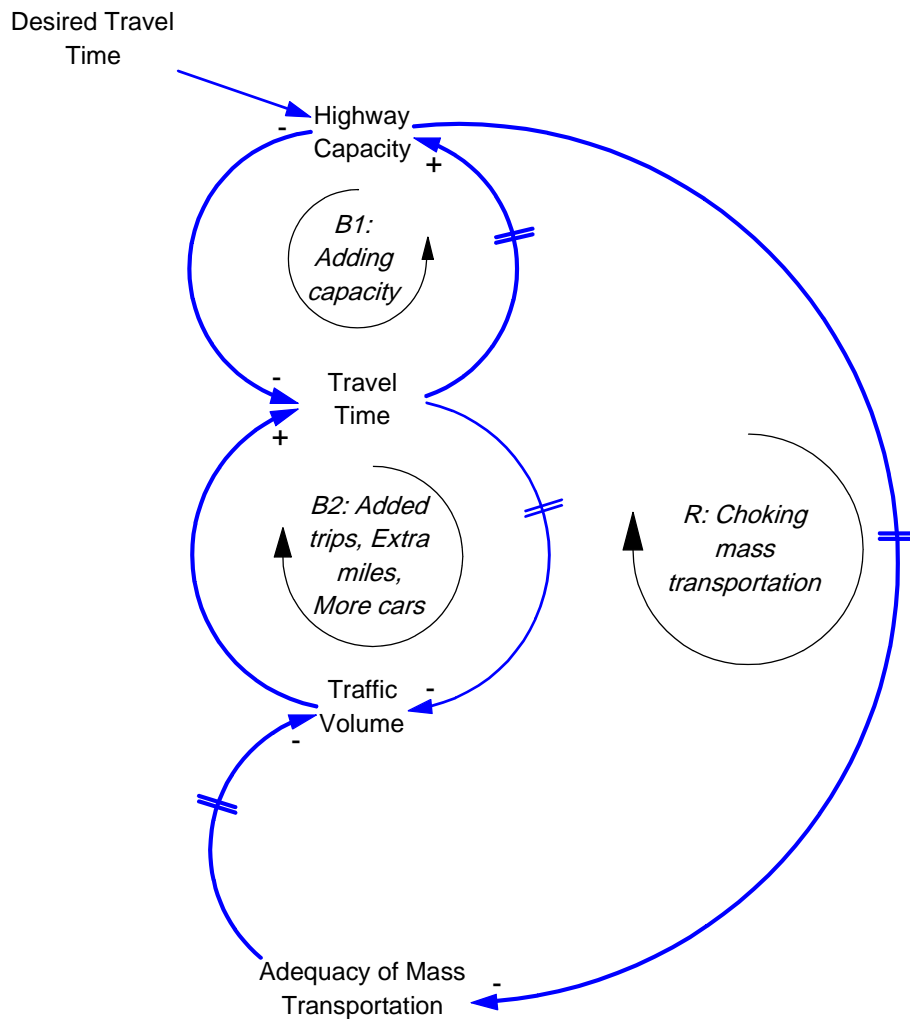 Desired Travel
Time
-
Highway
Capacity
+
B1:
Adding
capacity
-
Travel
Time
+
B2: Added
trips, Extra
miles,
More cars
R: Choking
mass
transportation
-
Traffic
Volume
-
Adequacy of Mass
Transportation
-